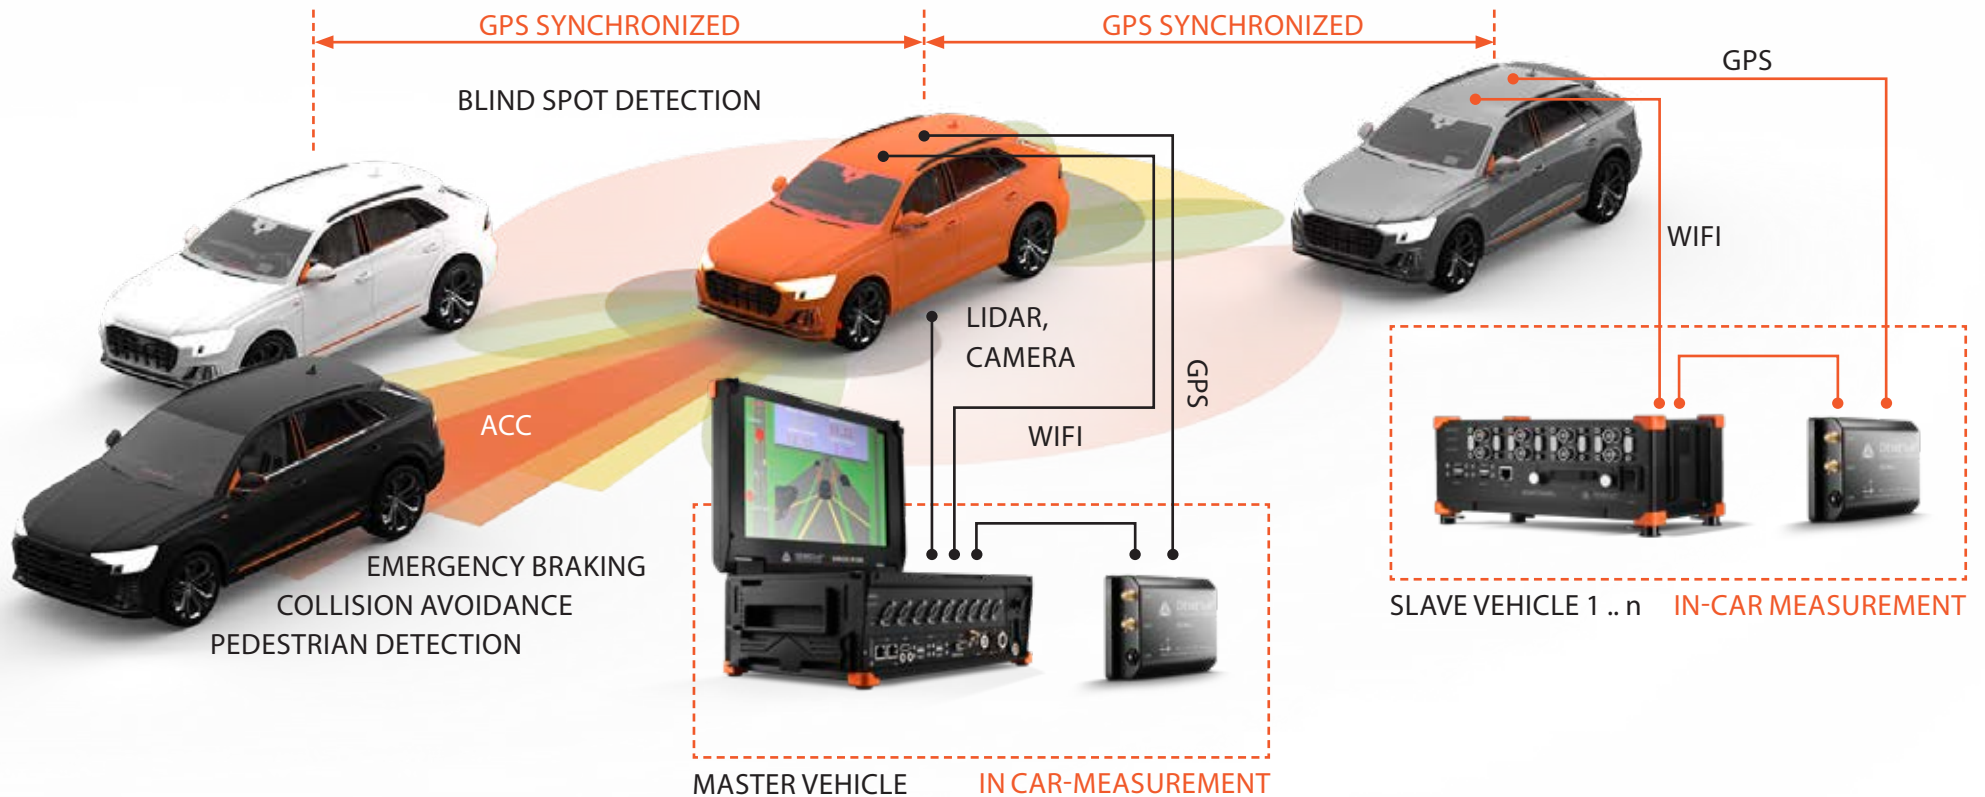 GPS SYNCHRONIZED
GPS SYNCHRONIZED
GPS
BLIND SPOT DETECTION
WIFI
LIDAR,
CAMERA
GPS
ACC
WIFI
EMERGENCY BRAKING
COLLISION AVOIDANCE
PEDESTRIAN DETECTION
SLAVE VEHICLE 1 .. n
IN-CAR MEASUREMENT
MASTER VEHICLE
IN CAR-MEASUREMENT